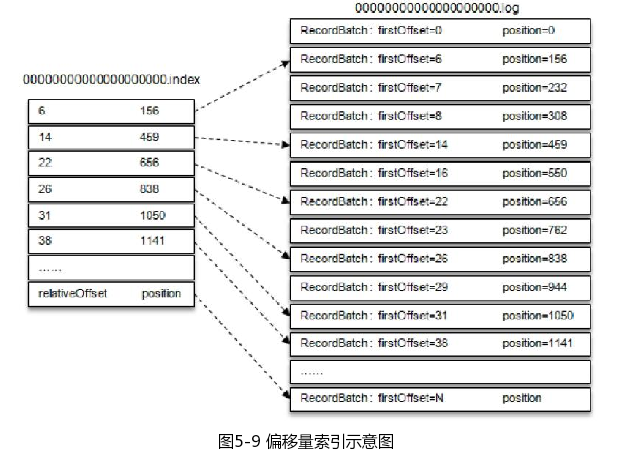 00000000000000000000.log
RecordBatch: firstOffset=0 position=0
RecordBatch: firstOffset=6 position=156
RecordBatch: firstOffset=7 position=232
RecordBatch: firstOffset=8 position=308
RecordBatch: firstOffset=14 position=459
RecordBatch: firstOffset=16 position=550
RecordBatch: firstOffset=22 position=656
RecordBatch: firstOffset=23 position=762
RecordBatch: firstOffset=26 position=838
RecordBatch: firstOffset=29 position=944
RecordBatch: firstOffset=31 position=1050
RecordBatch: firstOffset=38 position=1141
……
RecordBatch: firstOffset=N position
00000000000000000000.index
6 156
14 459
22 656
26 838
31 1050
38 1141
……
relativeOffset position
图5-9 偏移量索引示意图